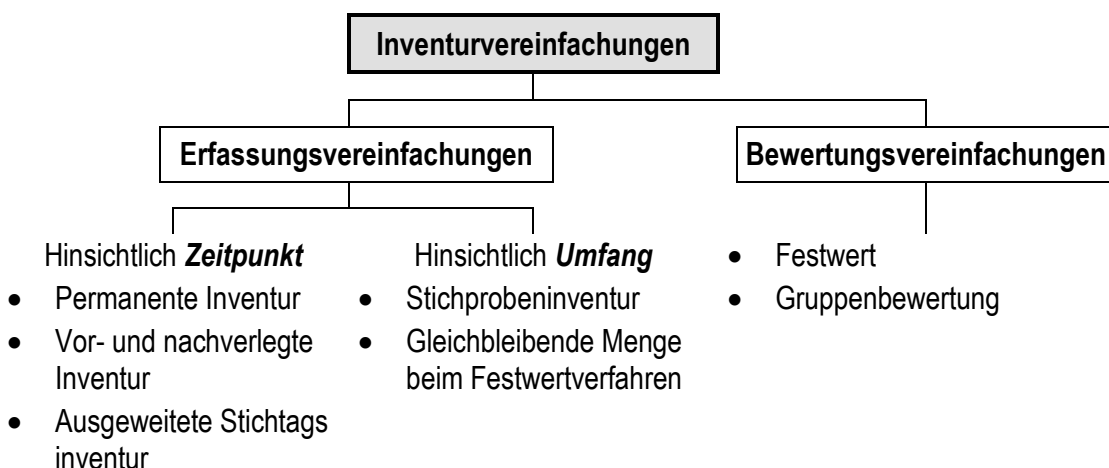 Inventurvereinfachungen
Erfassungsvereinfachungen
Bewertungsvereinfachungen
Hinsichtlich Zeitpunkt
• Permanente Inventur
• Vor- und nachverlegte
Inventur
• Ausgeweitete Stichtags
inventur
Hinsichtlich Umfang
• Stichprobeninventur
• Gleichbleibende Menge
beim Festwertverfahren
• Festwert
• Gruppenbewertung